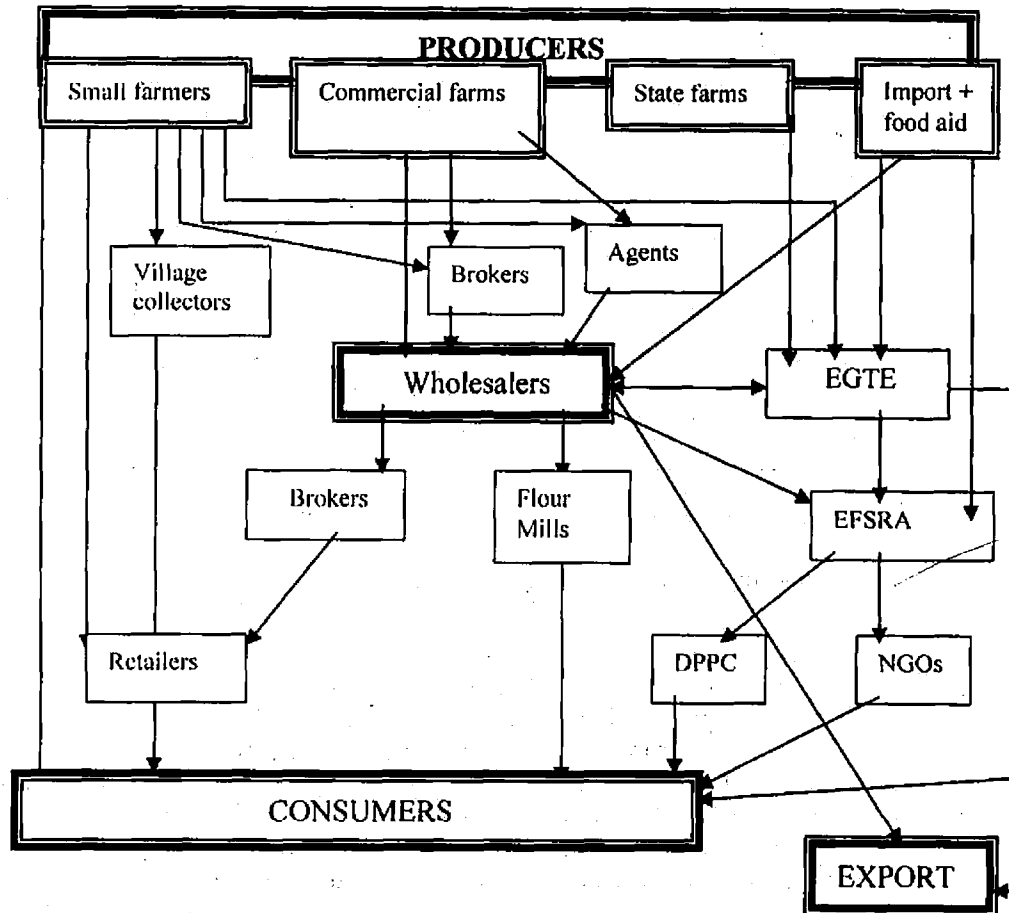 PRODUCERS
Small farmers
Commercial farms
State farms
Import +
food aid
Village
collectors
Brokers
Agents
Wholesalers
EGTE
Brokers
Flour
Mills
EFSRA
Retailers
DPPC
NGOs
CONSUMERS
EXPORT